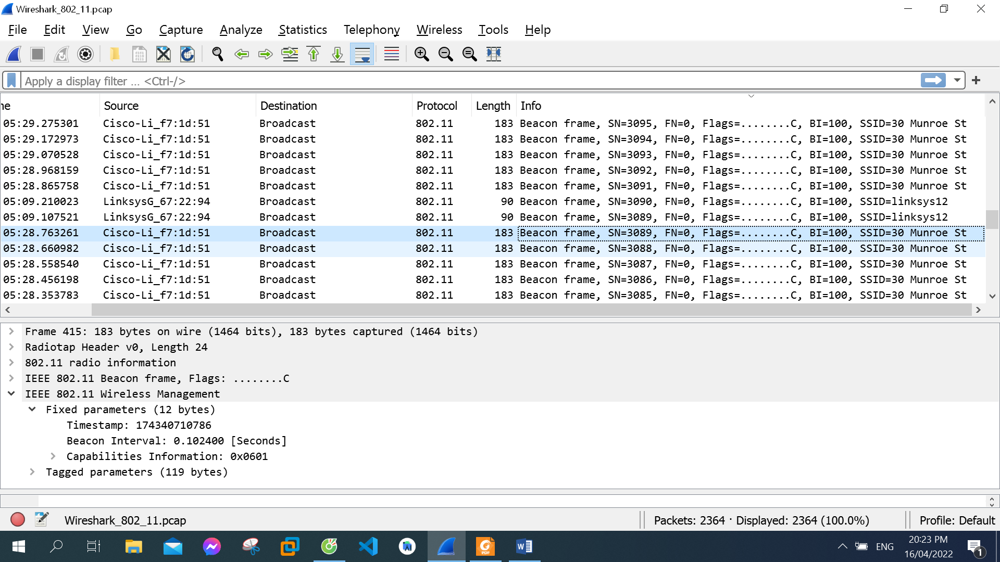 Wireshark_802_11.pcap
File Edit View Go Capture Analyze Statistics Telephony Wireless Tools Help
Apply a display filter ... <Ctrl-/>
ne Source Destination Protocol Length Info
05:29.275301 Cisco-Li_f7:1d:51 Broadcast 802.11 183 Beacon frame, SN=3095, FN=0, Flags=........C, BI=100, SSID=30 Munroe St
05:29.172973 Cisco-Li_f7:1d:51 Broadcast 802.11 183 Beacon frame, SN=3094, FN=0, Flags=........C, BI=100, SSID=30 Munroe St
05:29.070528 Cisco-Li_f7:1d:51 Broadcast 802.11 183 Beacon frame, SN=3093, FN=0, Flags=........C, BI=100, SSID=30 Munroe St
05:28.968159 Cisco-Li_f7:1d:51 Broadcast 802.11 183 Beacon frame, SN=3092, FN=0, Flags=........C, BI=100, SSID=30 Munroe St
05:28.865758 Cisco-Li_f7:1d:51 Broadcast 802.11 183 Beacon frame, SN=3091, FN=0, Flags=........C, BI=100, SSID=30 Munroe St
05:09.210023 LinksysG_67:22:94 Broadcast 802.11 90 Beacon frame, SN=3090, FN=0, Flags=........C, BI=100, SSID=linksys12
05:09.107521 LinksysG_67:22:94 Broadcast 802.11 90 Beacon frame, SN=3089, FN=0, Flags=........C, BI=100, SSID=linksys12
05:28.763261 Cisco-Li_f7:1d:51 Broadcast 802.11 183 Beacon frame, SN=3089, FN=0, Flags=........C, BI=100, SSID=30 Munroe St
05:28.660982 Cisco-Li_f7:1d:51 Broadcast 802.11 183 Beacon frame, SN=3088, FN=0, Flags=........C, BI=100, SSID=30 Munroe St
05:28.558540 Cisco-Li_f7:1d:51 Broadcast 802.11 183 Beacon frame, SN=3087, FN=0, Flags=........C, BI=100, SSID=30 Munroe St
05:28.456198 Cisco-Li_f7:1d:51 Broadcast 802.11 183 Beacon frame, SN=3086, FN=0, Flags=........C, BI=100, SSID=30 Munroe St
05:28.353783 Cisco-Li_f7:1d:51 Broadcast 802.11 183 Beacon frame, SN=3085, FN=0, Flags=........C, BI=100, SSID=30 Munroe St
Frame 415: 183 bytes on wire (1464 bits), 183 bytes captured (1464 bits)
Radiotap Header v0, Length 24
802.11 radio information
IEEE 802.11 Beacon frame, Flags: ........C
IEEE 802.11 Wireless Management
Fixed parameters (12 bytes)
Timestamp: 174340710786
Beacon Interval: 0.102400 [Seconds]
Capabilities Information: 0x0601
Tagged parameters (119 bytes)
Wireshark_802_11.pcap
Packets: 2364 · Displayed: 2364 (100.0%)
Profile: Default
PDF
ENG
20:23 PM
16/04/2022
1